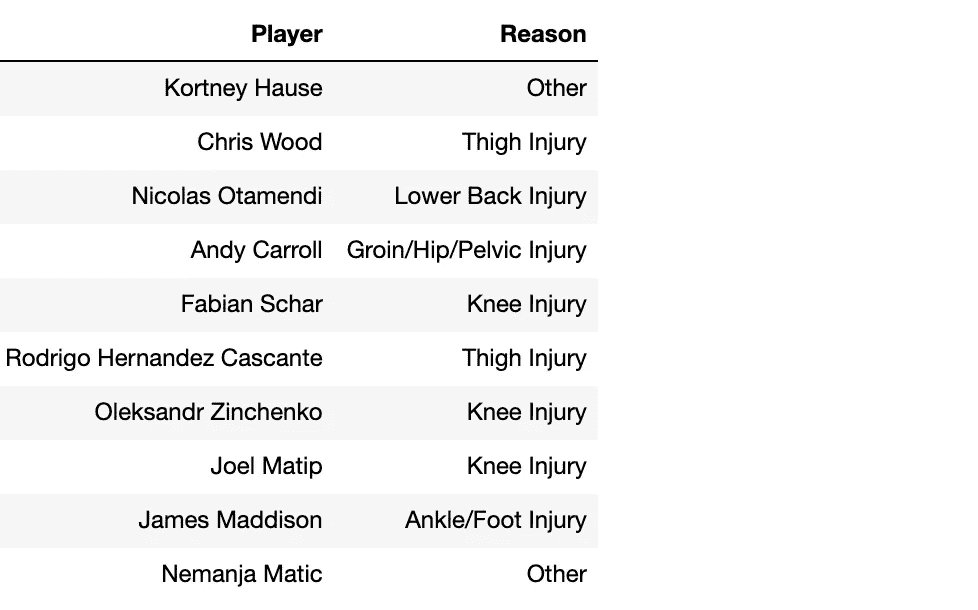 Player Reason
Kortney Hause Other
Chris Wood Thigh Injury
Nicolas Otamendi Lower Back Injury
Andy Carroll Groin/Hip/Pelvic Injury
Fabian Schar Knee Injury
Rodrigo Hernandez Cascante Thigh Injury
Oleksandr Zinchenko Knee Injury
Joel Matip Knee Injury
James Maddison Ankle/Foot Injury
Nemanja Matic Other